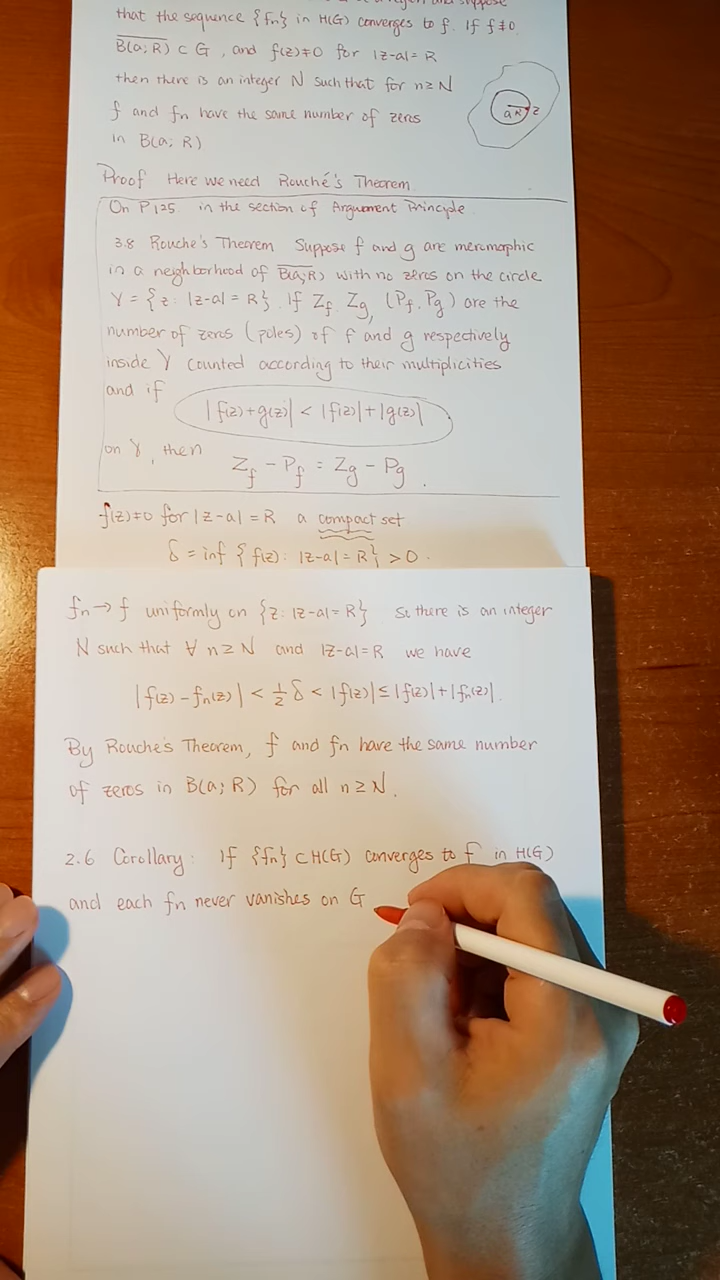 and suppose
that the sequence {fn} in H(G) converges to f. If f≢0,
B̅(̅a̅;̅ ̅R̅)̅ ⊂ G, and f(z)≠0 for |z-a| = R
then there is an integer N such that for n≥N
f and fn have the same number of zeros
in B(a; R)
a R z
Proof Here we need Rouché's Theorem
On P125 in the section of Argument Principle
3.8 Rouche's Theorem Suppose f and g are meromorphic
in a neighborhood of B̅(̅a̅;̅R̅)̅ with no zeros on the circle
γ = {z: |z-a| = R}. If Zf, Zg, (Pf, Pg) are the
number of zeros (poles) of f and g respectively
inside γ counted according to their multiplicities
and if
|f(z)+g(z)| < |f(z)|+|g(z)|
on γ, then
Zf - Pf = Zg - Pg.
f(z)≠0 for |z-a| = R a compact set
δ = inf {f(z): |z-a| = R} > 0.
fn → f uniformly on {z: |z-a| = R} So there is an integer
N such that ∀ n ≥ N and |z-a| = R we have
|f(z) - fn(z)| < ½ δ < |f(z)| ≤ |f(z)| + |fn(z)|.
By Rouche's Theorem, f and fn have the same number
of zeros in B(a; R) for all n ≥ N.
2.6 Corollary: If {fn} ⊂ H(G) converges to f in H(G)
and each fn never vanishes on G